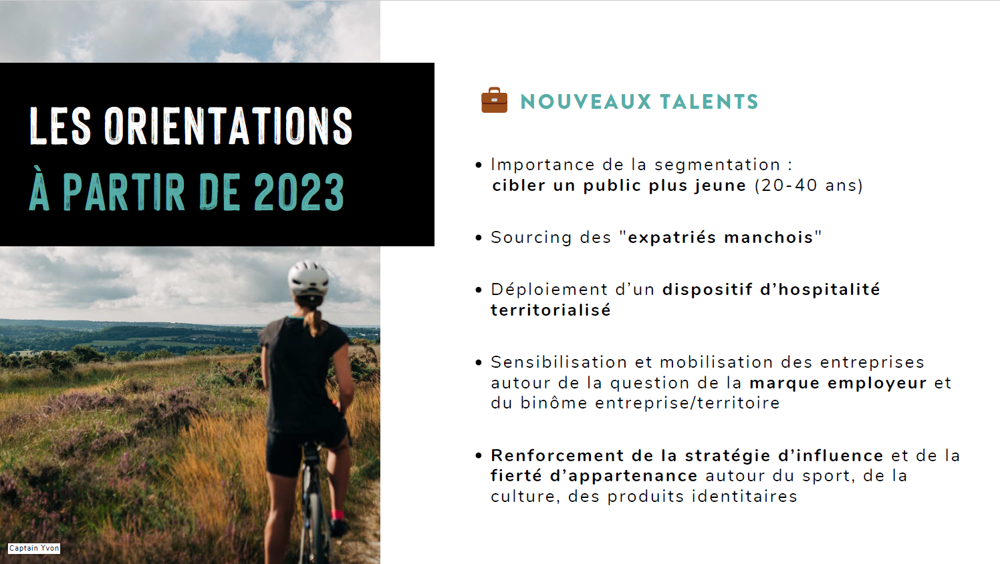 LES ORIENTATIONS
À PARTIR DE 2023
NOUVEAUX TALENTS
• Importance de la segmentation :
cibler un public plus jeune (20-40 ans)
• Sourcing des "expatriés manchois"
• Déploiement d’un dispositif d’hospitalité
territorialisé
• Sensibilisation et mobilisation des entreprises
autour de la question de la marque employeur et
du binôme entreprise/territoire
• Renforcement de la stratégie d’influence et de la
fierté d’appartenance autour du sport, de la
culture, des produits identitaires
Captain Yvon